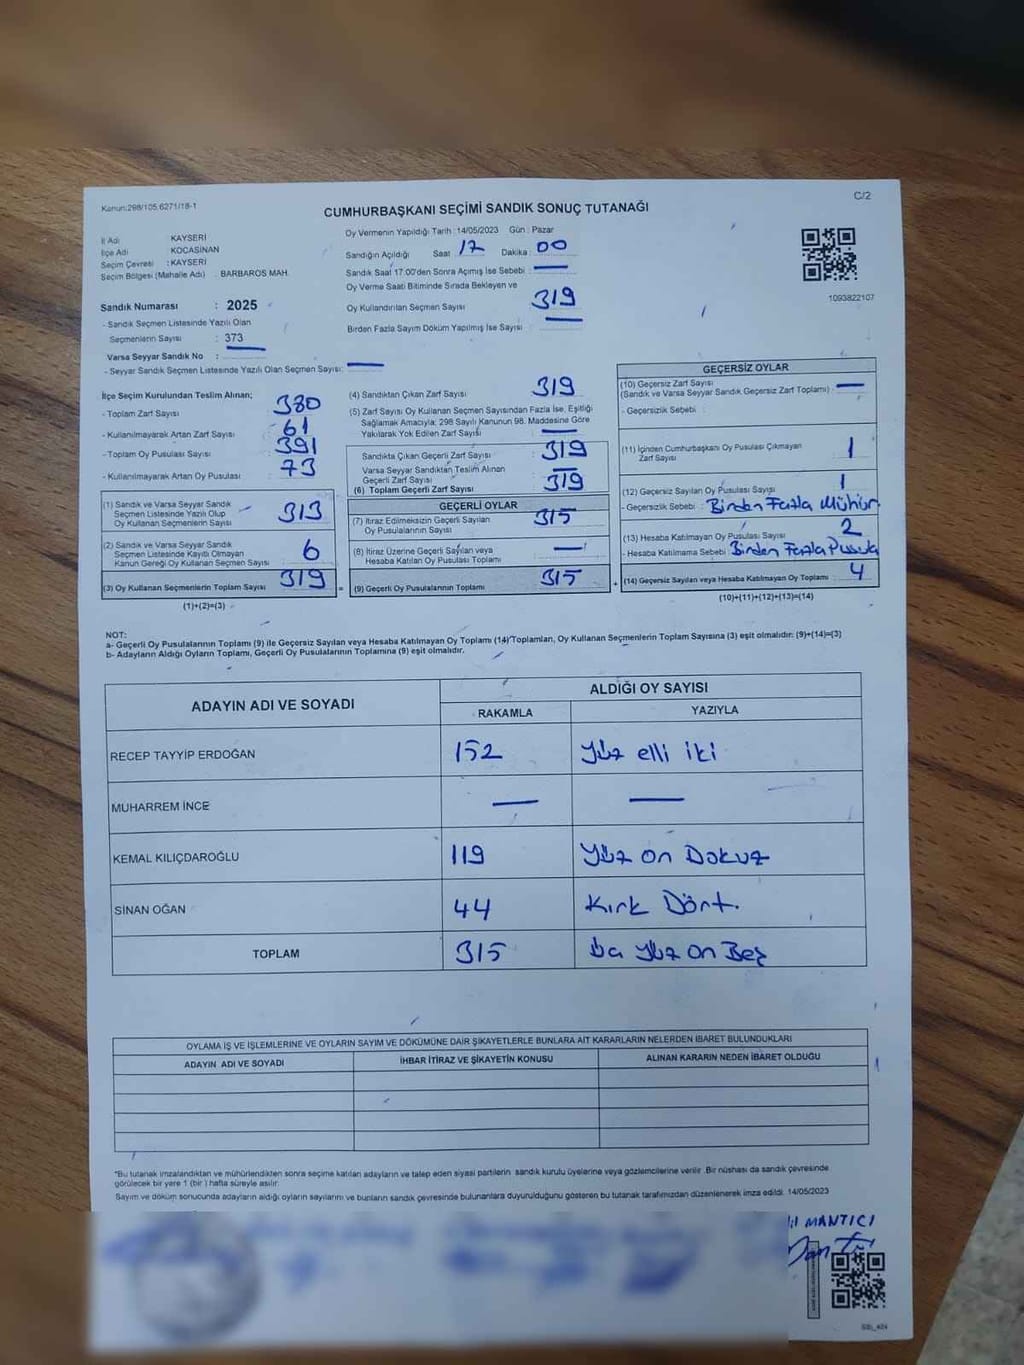 Kanun:298/105,6271/18-1
C/2
CUMHURBAŞKANI SEÇİMİ SANDIK SONUÇ TUTANAĞI
İl Adı KAYSERİ
İlçe Adı : KOCASİNAN
Seçim Çevresi : KAYSERİ
Seçim Bölgesi (Mahalle Adı) : BARBAROS MAH.
Sandık Numarası : 2025
- Sandık Seçmen Listesinde Yazılı Olan
Seçmenlerin Sayısı : 373
Varsa Seyyar Sandık No : —
- Seyyar Sandık Seçmen Listesinde Yazılı Olan Seçmen Sayısı: —
Oy Vermenin Yapıldığı Tarih :14/05/2023 Gün : Pazar
Sandığın Açıldığı Saat : 17 Dakika : 00
Sandık Saat 17.00'den Sonra Açımış İse Sebebi : —
Oy Verme Saati Bitiminde Sırada Bekleyen ve
Oy Kullandırılan Seçmen Sayısı 319
Birden Fazla Sayım Döküm Yapılmış İse Sayısı —
1093822107
İlçe Seçim Kurulundan Teslim Alınan;
- Toplam Zarf Sayısı : 380
- Kullanılmayarak Artan Zarf Sayısı : 61
- Toplam Oy Pusulası Sayısı : 391
- Kullanılmayarak Artan Oy Pusulası : 73
(1) Sandık ve Varsa Seyyar Sandık
Seçmen Listesinde Yazılı Olup
Oy Kullanan Seçmenlerin Sayısı : 313
(2) Sandık ve Varsa Seyyar Sandık
Seçmen Listesinde Kayıtlı Olmayan
Kanun Gereği Oy Kullanan Seçmen Sayısı : 6
(3) Oy Kullanan Seçmenlerin Toplam Sayısı : 319
(1)+(2)=(3)
(4) Sandıktan Çıkan Zarf Sayısı : 319
(5) Zarf Sayısı Oy Kullanan Seçmen Sayısından Fazla İse, Eşitliği
Sağlamak Amacıyla; 298 Sayılı Kanunun 98. Maddesine Göre
Yakılarak Yok Edilen Zarf Sayısı : —
Sandıkta Çıkan Geçerli Zarf Sayısı : 319
Varsa Seyyar Sandıktan Teslim Alınan
Geçerli Zarf Sayısı : —
(6) Toplam Geçerli Zarf Sayısı : 319
GEÇERLİ OYLAR
(7) İtiraz Edilmeksizin Geçerli Sayılan
Oy Pusulalarının Sayısı : 315
(8) İtiraz Üzerine Geçerli Sayılan veya
Hesaba Katılan Oy Pusulası Toplamı : —
= (9) Geçerli Oy Pusulalarının Toplamı : 315
GEÇERSİZ OYLAR
(10) Geçersiz Zarf Sayısı
(Sandık ve Varsa Seyyar Sandık Geçersiz Zarf Toplamı) : —
- Geçersizlik Sebebi :
(11) İçinden Cumhurbaşkanı Oy Pusulası Çıkmayan
Zarf Sayısı : 1
(12) Geçersiz Sayılan Oy Pusulası Sayısı : 1
- Geçersizlik Sebebi : Birden Fazla Mühür
(13) Hesaba Katılmayan Oy Pusulası Sayısı : 2
- Hesaba Katılmama Sebebi : Birden Fazla Pusula
+ (14) Geçersiz Sayılan veya Hesaba Katılmayan Oy Toplamı : 4
(10)+(11)+(12)+(13)=(14)
NOT:
a- Geçerli Oy Pusulalarının Toplamı (9) ile Geçersiz Sayılan veya Hesaba Katılmayan Oy Toplamı (14) Toplamları, Oy Kullanan Seçmenlerin Toplam Sayısına (3) eşit olmalıdır: (9)+(14)=(3)
b- Adayların Aldığı Oyların Toplamı, Geçerli Oy Pusulalarının Toplamına (9) eşit olmalıdır.
ADAYIN ADI VE SOYADI ALDIĞI OY SAYISI
RAKAMLA YAZIYLA
RECEP TAYYİP ERDOĞAN 152 Yüz elli iki
MUHARREM İNCE — —
KEMAL KILIÇDAROĞLU 119 Yüz on Dokuz
SİNAN OĞAN 44 Kırk Dört.
TOPLAM 315 Yüz on Beş
OYLAMA İŞ VE İŞLEMLERİNE VE OYLARIN SAYIM VE DÖKÜMÜNE DAİR ŞİKAYETLERLE BUNLARA AİT KARARLARIN NELERDEN İBARET BULUNDUKLARI
ADAYIN ADI VE SOYADI İHBAR İTİRAZ VE ŞİKAYETİN KONUSU ALINAN KARARIN NEDEN İBARET OLDUĞU
*Bu tutanak imzalandıktan ve mühürlendikten sonra seçime katılan adayların ve talep eden siyasi partilerin sandık kurulu üyelerine veya gözlemcilerine verilir. Bir nüshası da sandık çevresinde
görülecek bir yere 1 (bir) hafta süreyle asılır.
Sayım ve döküm sonucunda adayların aldığı oyların sayılarını ve bunların sandık çevresinde bulunanlara duyurulduğunu gösteren bu tutanak tarafımızdan düzenlenerek imza edildi. 14/05/2023
MANTICI